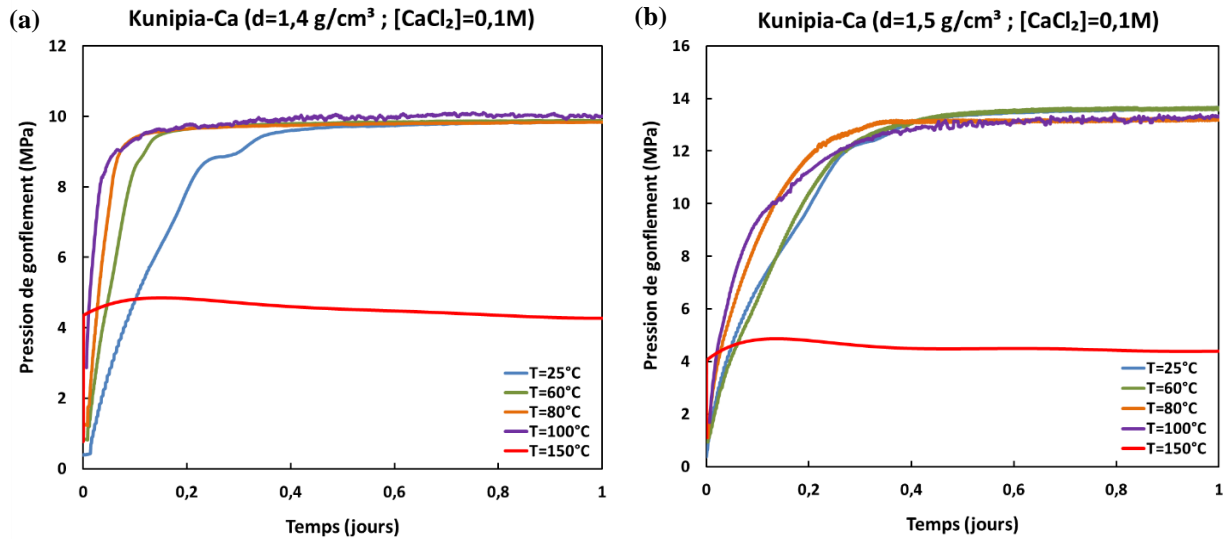 (a)
Kunipia-Ca (d=1,4 g/cm³ ; [CaCl₂]=0,1M)
12
10
8
6
4
2
0
Pression de gonflement (MPa)
T=25°C
T=60°C
T=80°C
T=100°C
T=150°C
0 0,2 0,4 0,6 0,8 1
Temps (jours)
(b)
Kunipia-Ca (d=1,5 g/cm³ ; [CaCl₂]=0,1M)
16
14
12
10
8
6
4
2
0
Pression de gonflement (MPa)
T=25°C
T=60°C
T=80°C
T=100°C
T=150°C
0 0,2 0,4 0,6 0,8 1
Temps (jours)